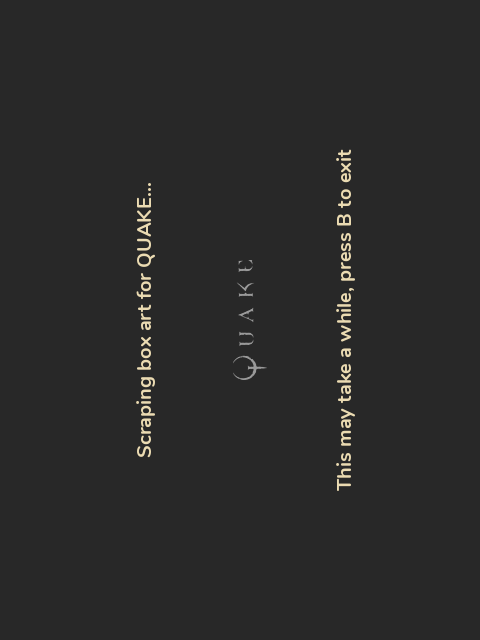 Scraping box art for QUAKE...
QUAKE
This may take a while, press B to exit